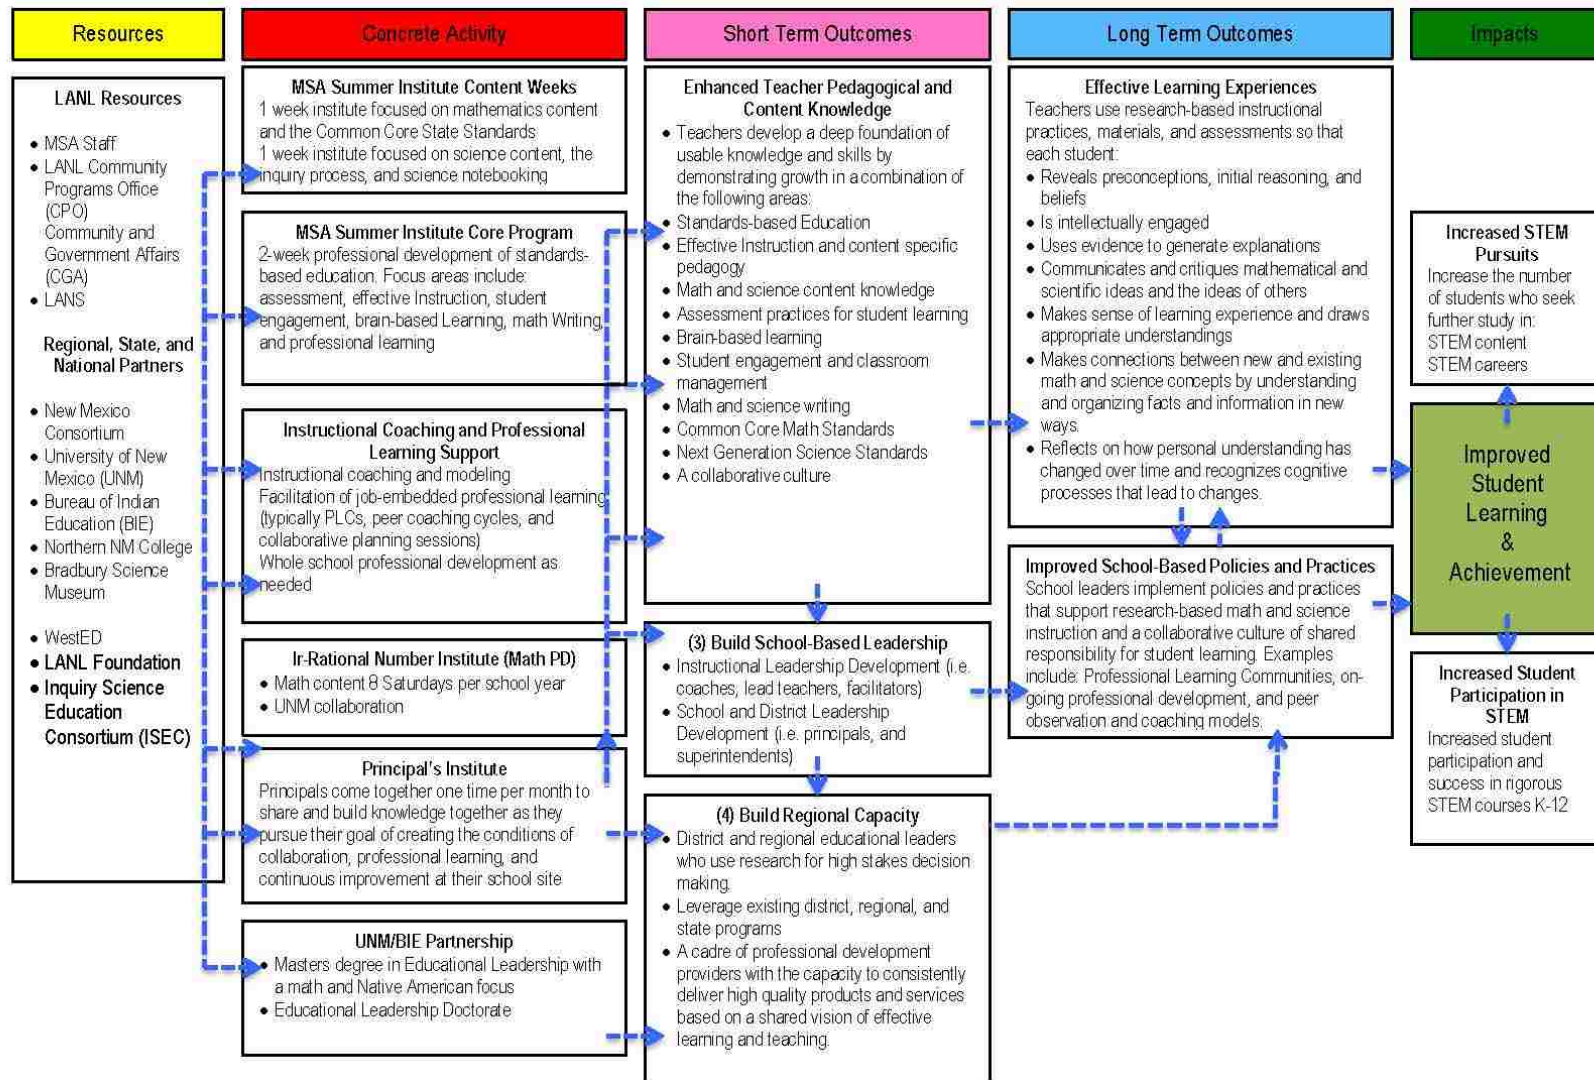 Resources
Concrete Activity
Short Term Outcomes
Long Term Outcomes
Impacts
LANL Resources
• MSA Staff
• LANL Community
Programs Office
(CPO)
Community and
Government Affairs
(CGA)
• LANS
Regional, State, and
National Partners
• New Mexico
Consortium
• University of New
Mexico (UNM)
• Bureau of Indian
Education (BIE)
• Northern NM College
• Bradbury Science
Museum
• WestED
• LANL Foundation
• Inquiry Science
Education
Consortium (ISEC)
MSA Summer Institute Content Weeks
1 week institute focused on mathematics content
and the Common Core State Standards
1 week institute focused on science content, the
inquiry process, and science notebooking
MSA Summer Institute Core Program
2-week professional development of standards-
based education. Focus areas include:
assessment, effective Instruction, student
engagement, brain-based Learning, math Writing,
and professional learning
Instructional Coaching and Professional
Learning Support
Instructional coaching and modeling
Facilitation of job-embedded professional learning
(typically PLCs, peer coaching cycles, and
collaborative planning sessions)
Whole school professional development as
needed
Ir-Rational Number Institute (Math PD)
• Math content 8 Saturdays per school year
• UNM collaboration
Principal's Institute
Principals come together one time per month to
share and build knowledge together as they
pursue their goal of creating the conditions of
collaboration, professional learning, and
continuous improvement at their school site
UNM/BIE Partnership
• Masters degree in Educational Leadership with
a math and Native American focus
• Educational Leadership Doctorate
Enhanced Teacher Pedagogical and
Content Knowledge
• Teachers develop a deep foundation of
usable knowledge and skills by
demonstrating growth in a combination of
the following areas:
• Standards-based Education
• Effective Instruction and content specific
pedagogy
• Math and science content knowledge
• Assessment practices for student learning
• Brain-based learning
• Student engagement and classroom
management
• Math and science writing
• Common Core Math Standards
• Next Generation Science Standards
• A collaborative culture
(3) Build School-Based Leadership
• Instructional Leadership Development (i.e.
coaches, lead teachers, facilitators)
• School and District Leadership
Development (i.e. principals, and
superintendents)
(4) Build Regional Capacity
• District and regional educational leaders
who use research for high stakes decision
making.
• Leverage existing district, regional, and
state programs
• A cadre of professional development
providers with the capacity to consistently
deliver high quality products and services
based on a shared vision of effective
learning and teaching.
Effective Learning Experiences
Teachers use research-based instructional
practices, materials, and assessments so that
each student:
• Reveals preconceptions, initial reasoning, and
beliefs
• Is intellectually engaged
• Uses evidence to generate explanations
• Communicates and critiques mathematical and
scientific ideas and the ideas of others
• Makes sense of learning experience and draws
appropriate understandings
• Makes connections between new and existing
math and science concepts by understanding
and organizing facts and information in new
ways.
• Reflects on how personal understanding has
changed over time and recognizes cognitive
processes that lead to changes.
Improved School-Based Policies and Practices
School leaders implement policies and practices
that support research-based math and science
instruction and a collaborative culture of shared
responsibility for student learning. Examples
include: Professional Learning Communities, on-
going professional development, and peer
observation and coaching models.
Increased STEM
Pursuits
Increase the number
of students who seek
further study in:
STEM content
STEM careers
Improved
Student
Learning
&
Achievement
Increased Student
Participation in
STEM
Increased student
participation and
success in rigorous
STEM courses K-12